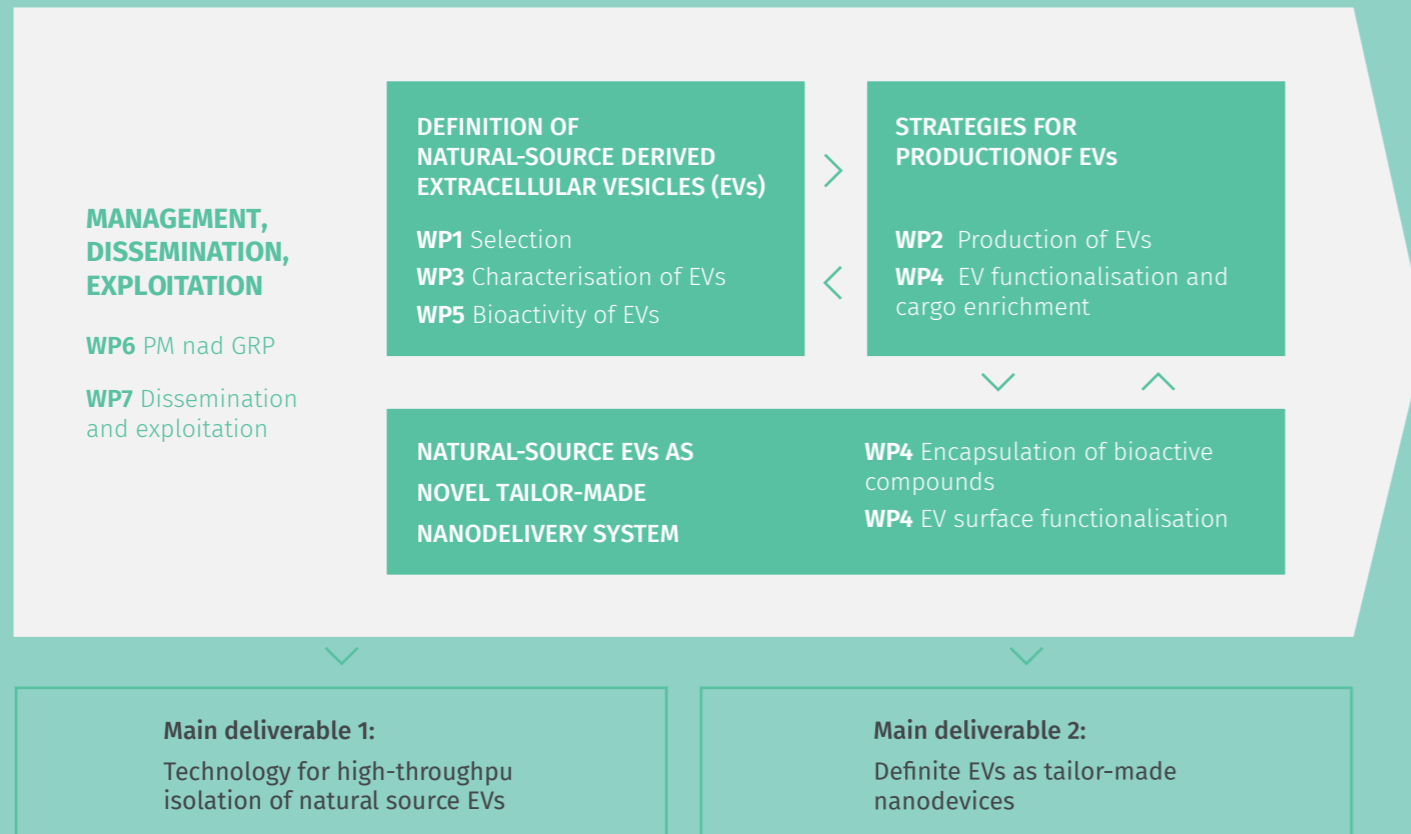 MANAGEMENT,
DISSEMINATION,
EXPLOITATION
WP6 PM nad GRP
WP7 Dissemination
and exploitation
DEFINITION OF
NATURAL-SOURCE DERIVED
EXTRACELLULAR VESICLES (EVs)
WP1 Selection
WP3 Characterisation of EVs
WP5 Bioactivity of EVs
STRATEGIES FOR
PRODUCTIONOF EVs
WP2 Production of EVs
WP4 EV functionalisation and
cargo enrichment
NATURAL-SOURCE EVs AS
NOVEL TAILOR-MADE
NANODELIVERY SYSTEM
WP4 Encapsulation of bioactive
compounds
WP4 EV surface functionalisation
Main deliverable 1:
Technology for high-throughpu
isolation of natural source EVs
Main deliverable 2:
Definite EVs as tailor-made
nanodevices